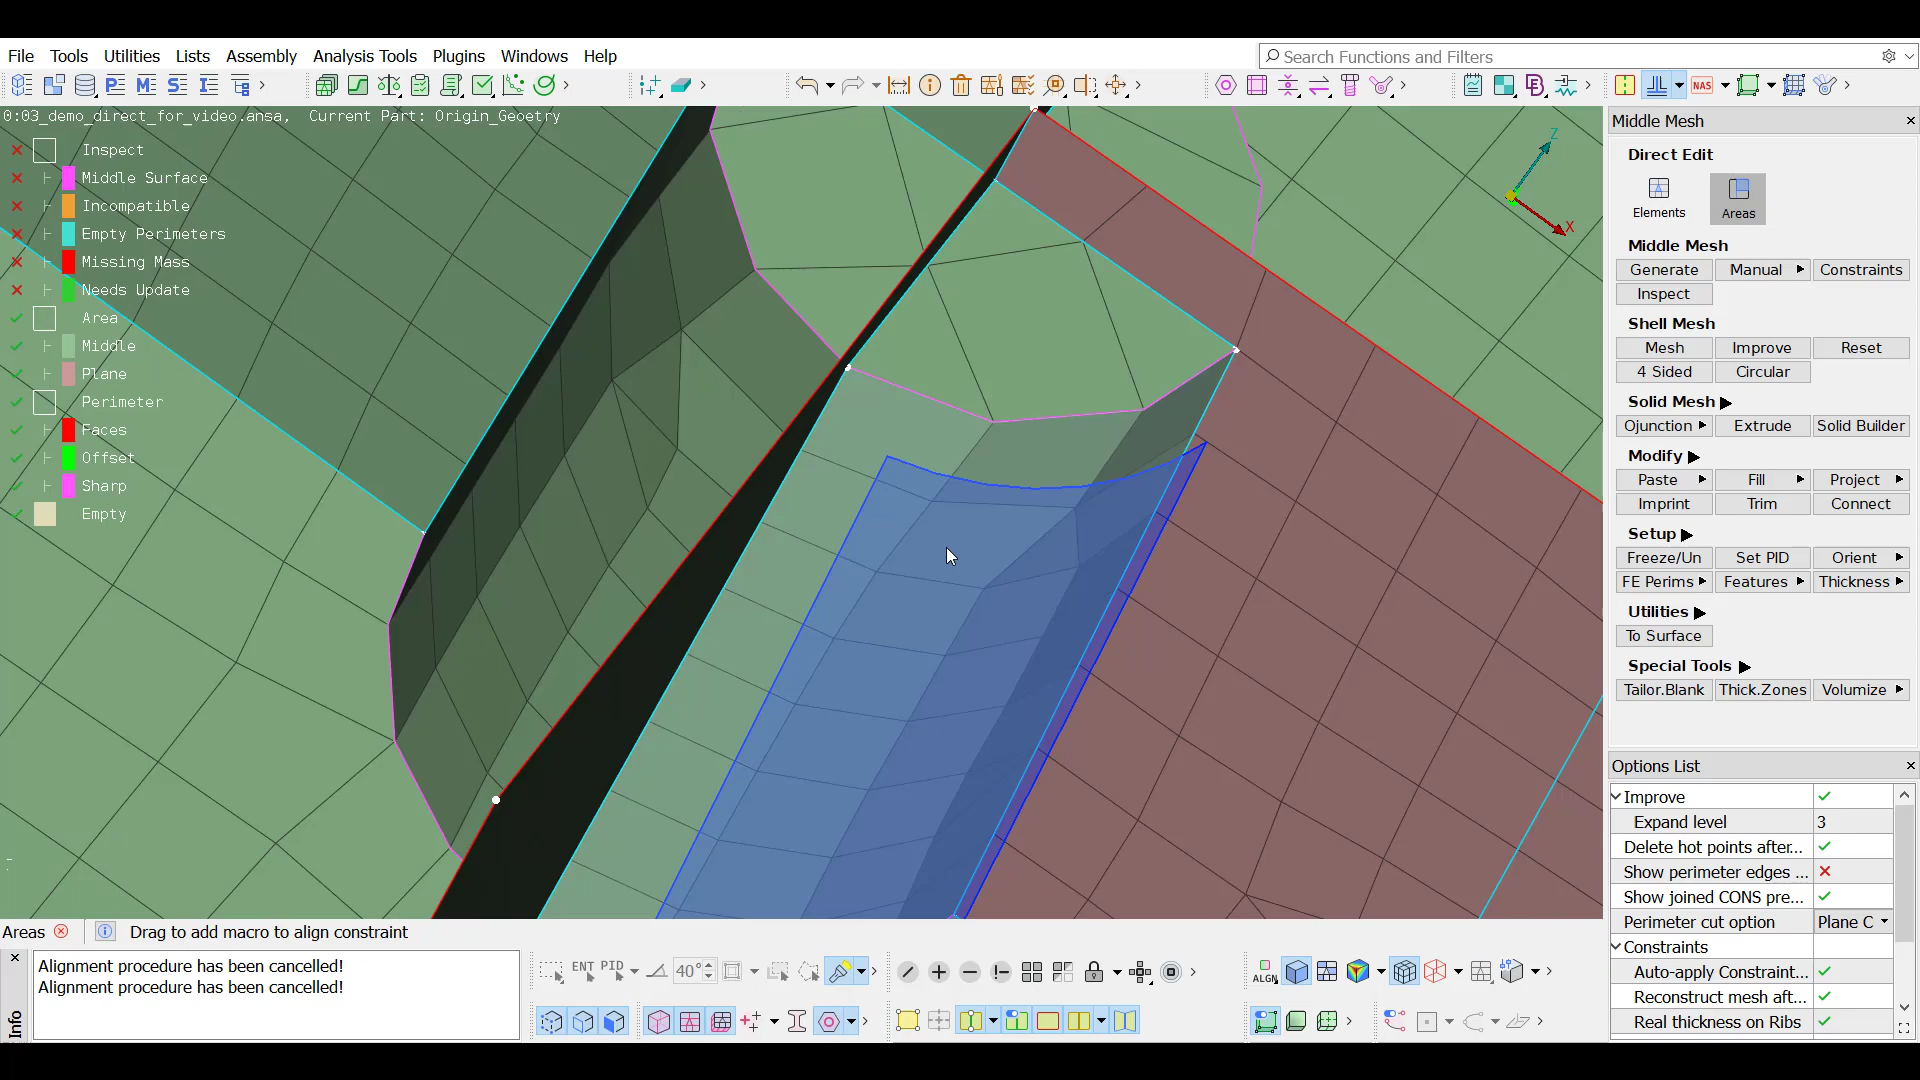 File Tools Utilities Lists Assembly Analysis Tools Plugins Windows Help Search Functions and Filters
NAS
0:03_demo_direct_for_video.ansa, Current Part: Origin_Geoetry
Inspect
Middle Surface
Incompatible
Empty Perimeters
Missing Mass
Needs Update
Area
Middle
Plane
Perimeter
Faces
Offset
Sharp
Empty
Z
X
Middle Mesh
Direct Edit
Elements Areas
Middle Mesh
Generate Manual Constraints
Inspect
Shell Mesh
Mesh Improve Reset
4 Sided Circular
Solid Mesh
Ojunction Extrude Solid Builder
Modify
Paste Fill Project
Imprint Trim Connect
Setup
Freeze/Un Set PID Orient
FE Perims Features Thickness
Utilities
To Surface
Special Tools
Tailor.Blank Thick.Zones Volumize
Options List
Improve
Expand level 3
Delete hot points after...
Show perimeter edges ...
Show joined CONS pre...
Perimeter cut option Plane C
Constraints
Auto-apply Constraint...
Reconstruct mesh aft...
Real thickness on Ribs
Areas Drag to add macro to align constraint
Alignment procedure has been cancelled!
Alignment procedure has been cancelled!
Info
ENT PID 40° ALGN